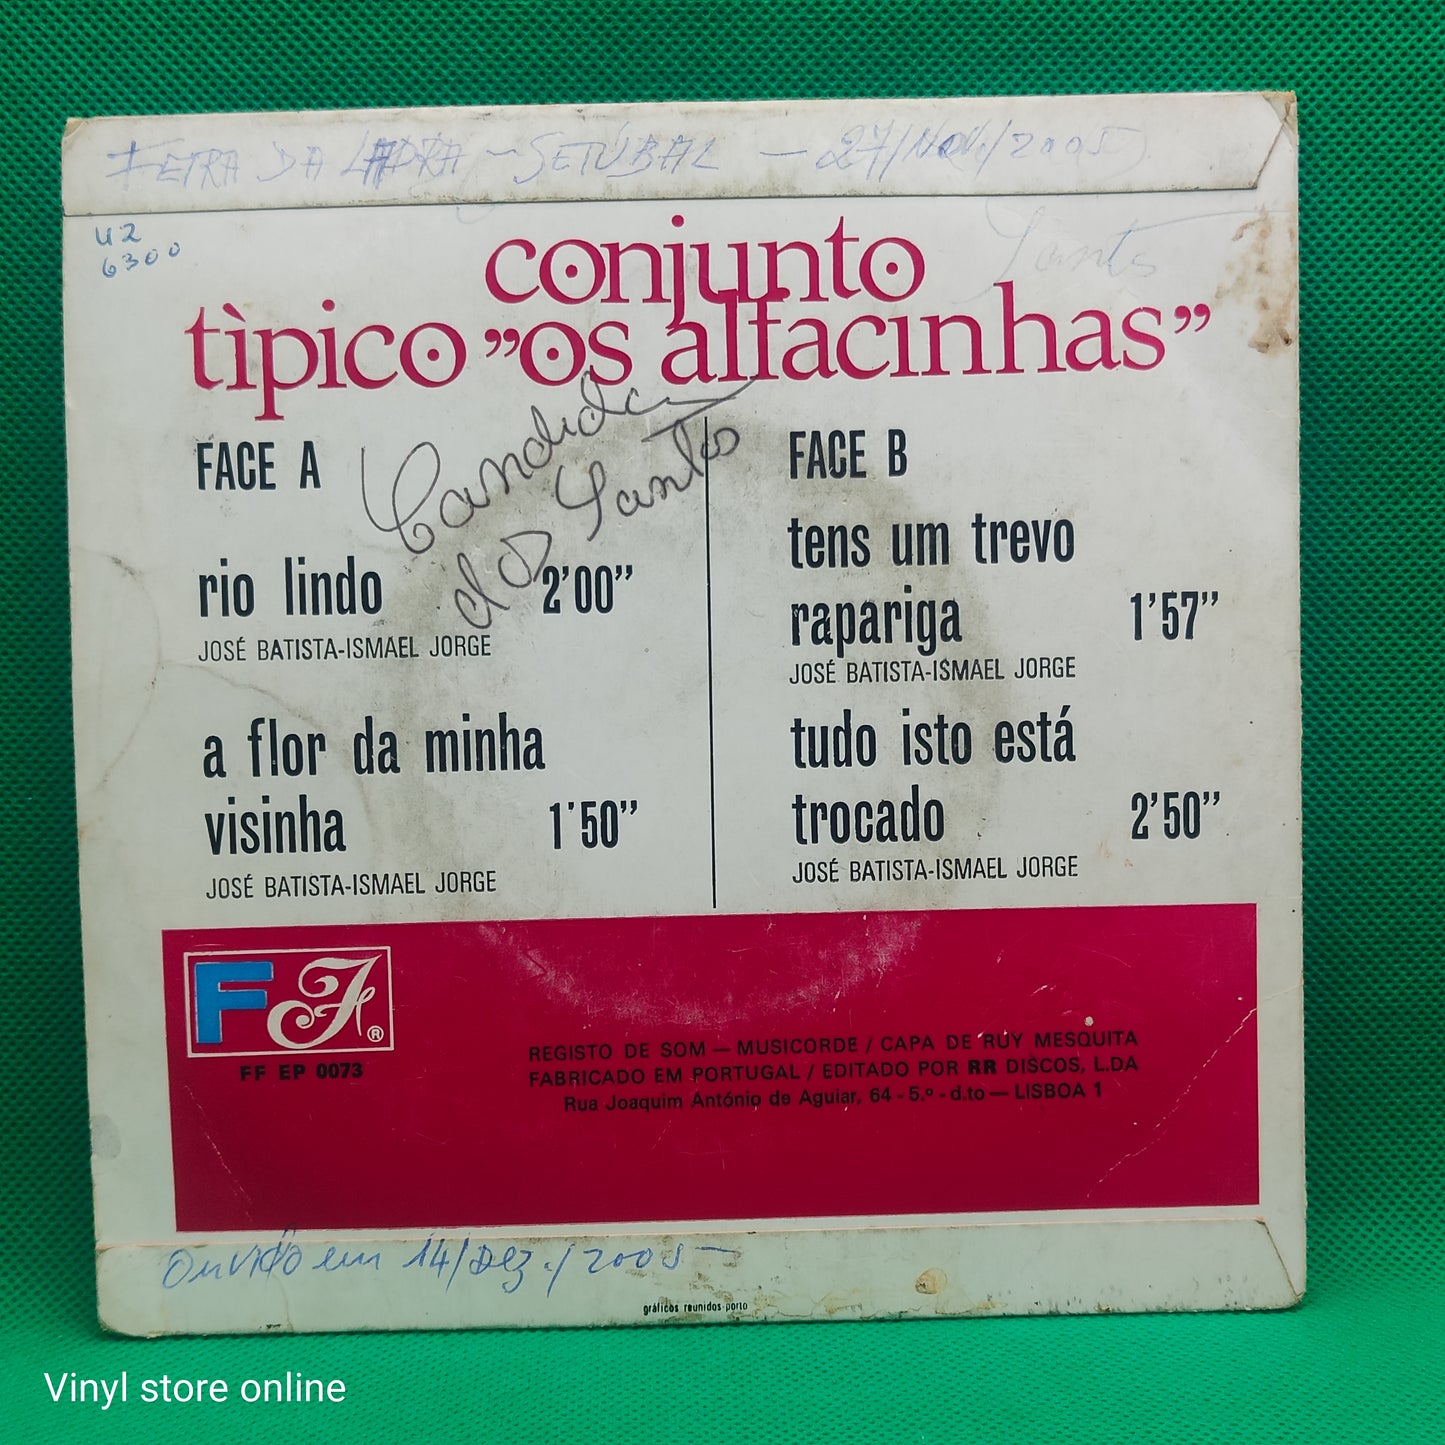 FEIRA DA LADRA - SETÚBAL - 27/NOV./2005
U2
6300
Santos
conjunto
tìpico "os alfacinhas"
Candida
dos Santos
FACE A
rio lindo 2'00"
JOSÉ BATISTA-ISMAEL JORGE
a flor da minha
visinha 1'50"
JOSÉ BATISTA-ISMAEL JORGE
FACE B
tens um trevo
rapariga 1'57"
JOSÉ BATISTA-ISMAEL JORGE
tudo isto está
trocado 2'50"
JOSÉ BATISTA-ISMAEL JORGE
F F ®
FF EP 0073
REGISTO DE SOM — MUSICORDE / CAPA DE RUY MESQUITA
FABRICADO EM PORTUGAL / EDITADO POR RR DISCOS, L.DA
Rua Joaquim António de Aguiar, 64 - 5.º - d.to — LISBOA 1
Ouvido em 14/Dez./2005-
gráficos reunidos-porto
Vinyl store online